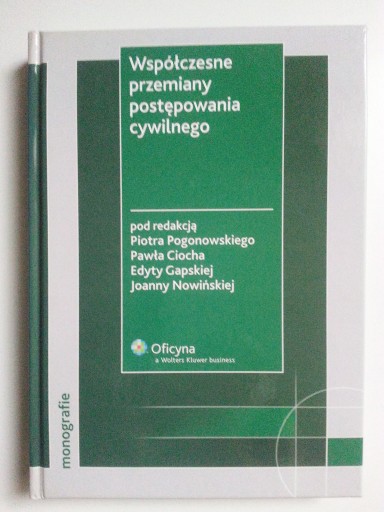 Współczesne
przemiany
postępowania
cywilnego
pod redakcją
Piotra Pogonowskiego
Pawła Ciocha
Edyty Gapskiej
Joanny Nowińskiej
Oficyna
a Wolters Kluwer business
monografie